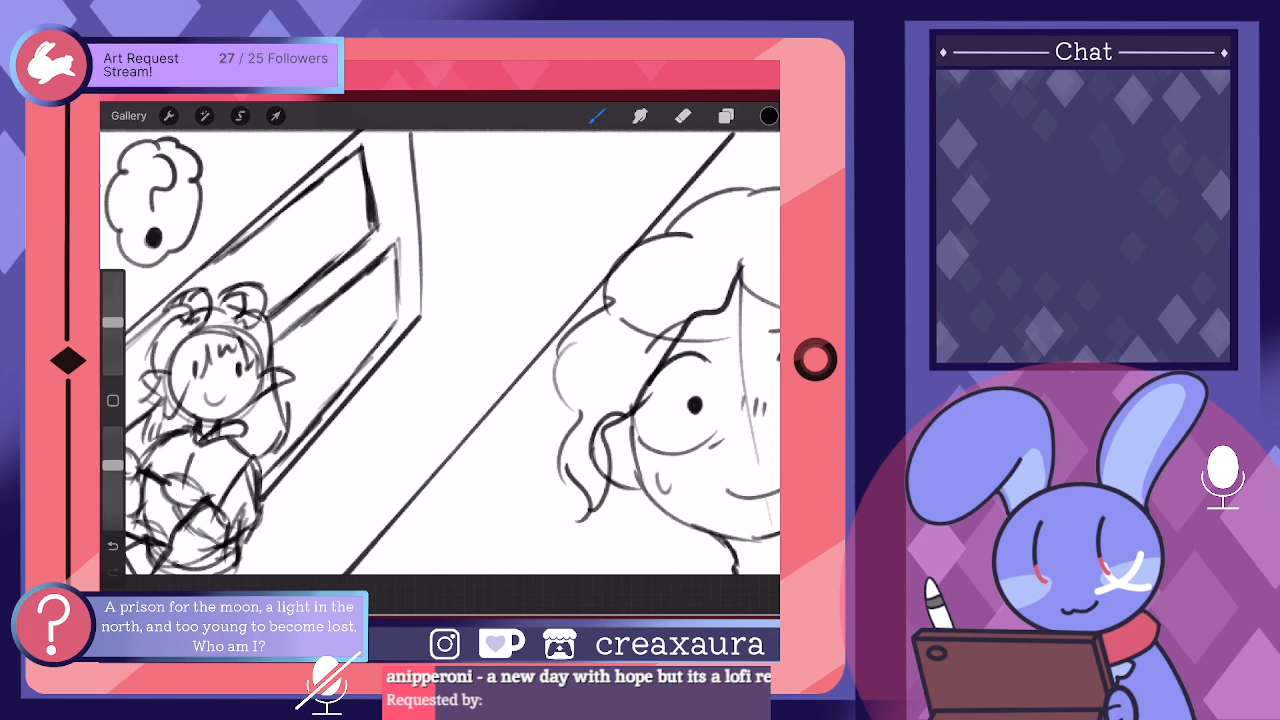 Art Request
Stream!
27 / 25 Followers
Chat
Gallery
?
?
A prison for the moon, a light in the
north, and too young to become lost.
Who am I?
creaxaura
anipperoni - a new day with hope but its a lofi re
Requested by: